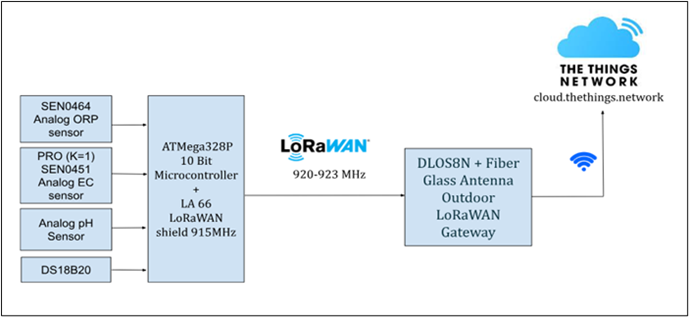 SEN0464
Analog ORP
sensor
PRO (K=1)
SEN0451
Analog EC
sensor
Analog pH
Sensor
DS18B20
ATMega328P
10 Bit
Microcontroller
+
LA 66
LoRaWAN
shield 915MHz
LoRaWAN™
920-923 MHz
DLOS8N + Fiber
Glass Antenna
Outdoor
LoRaWAN
Gateway
THE THINGS
NETWORK
cloud.thethings.network